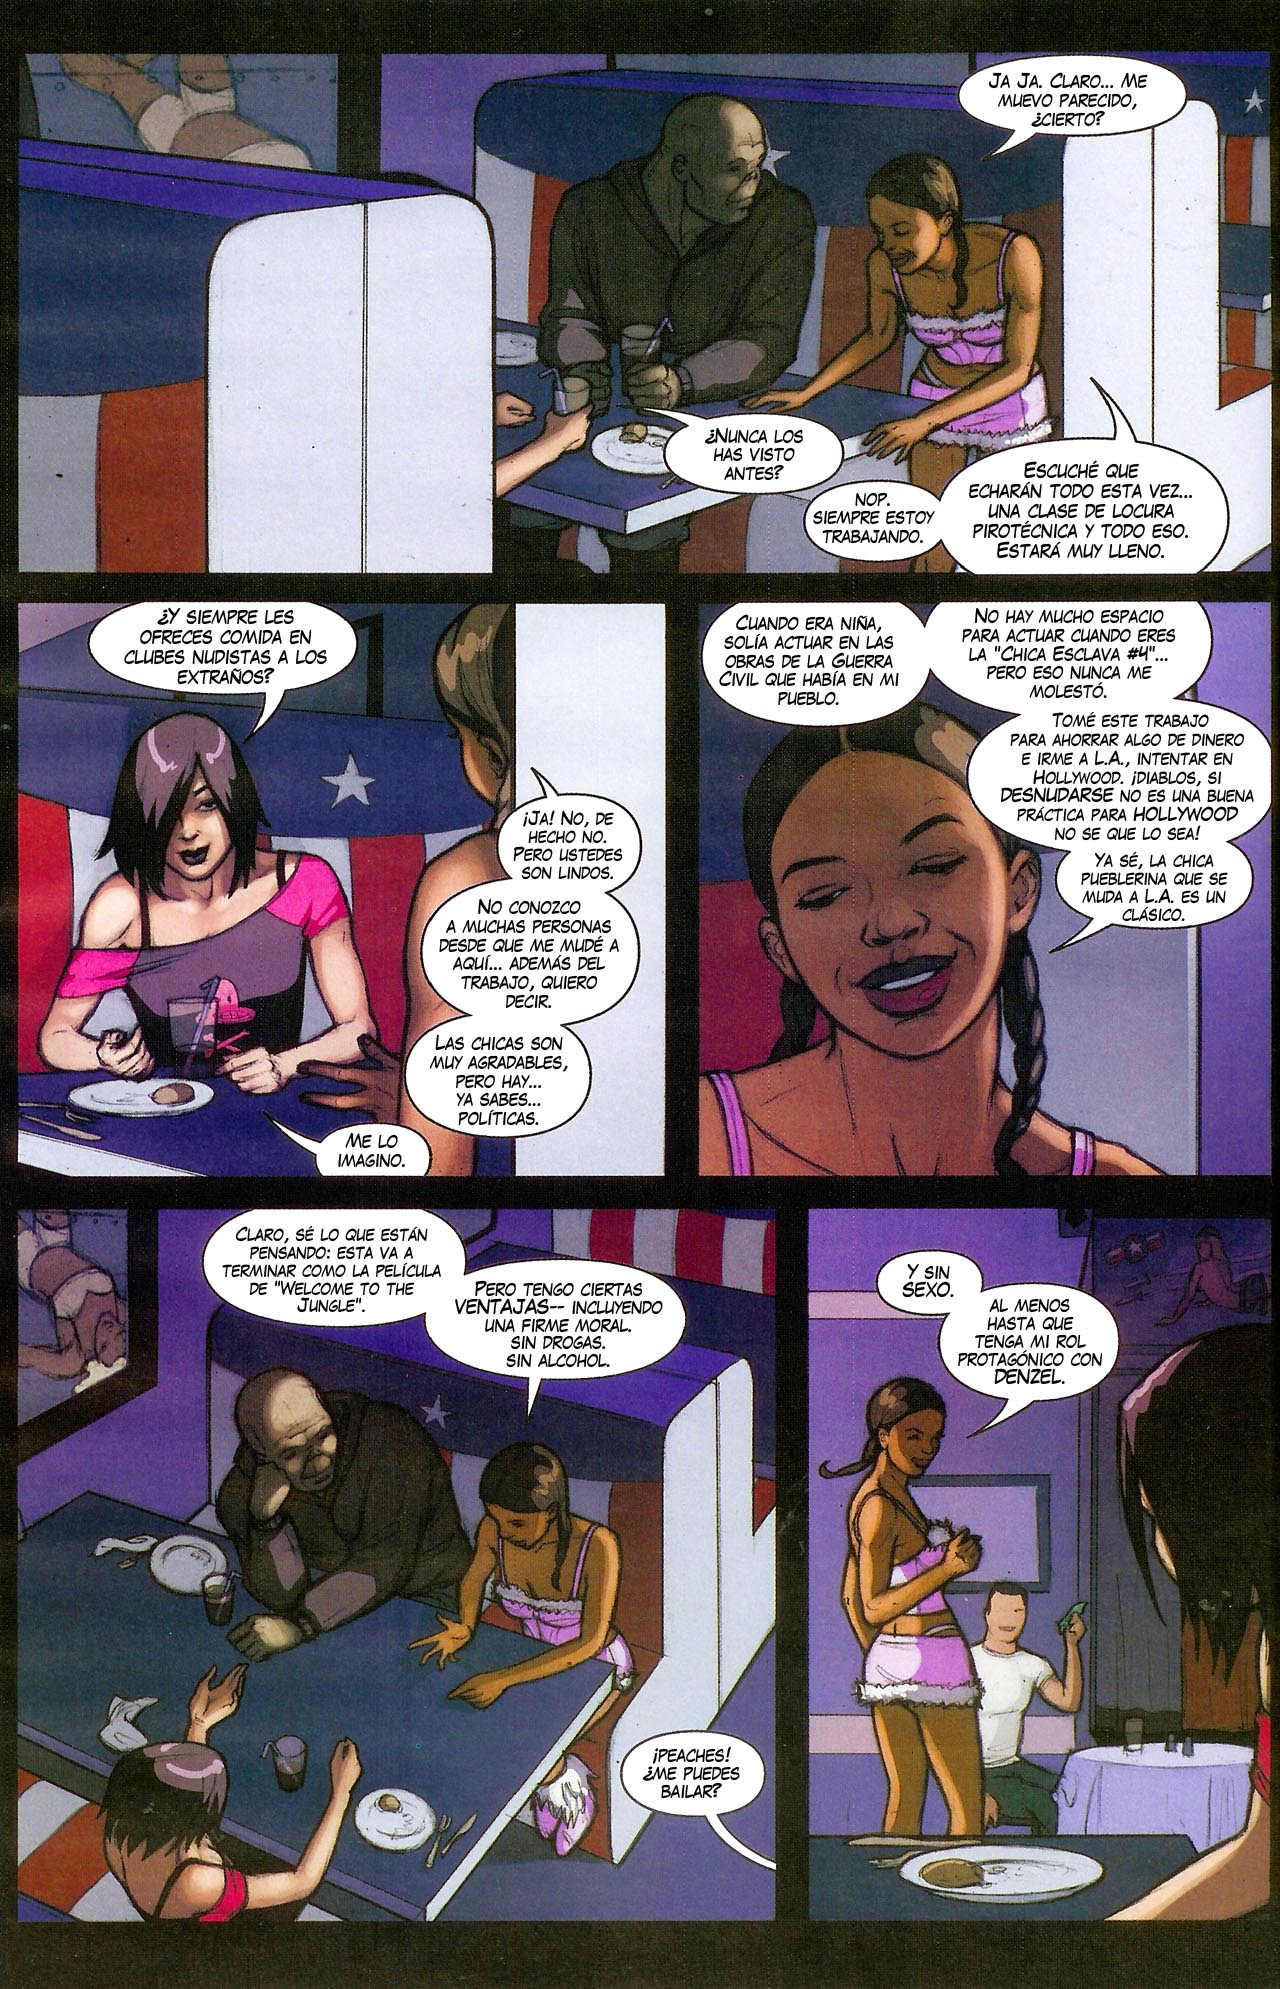 Ja Ja. Claro... Me
muevo parecido,
¿cierto?
¿Nunca los
has visto
antes?
Nop.
Siempre estoy
trabajando.
Escuché que
echarán todo esta vez...
una clase de locura
pirotécnica y todo eso.
Estará muy lleno.
¿Y siempre les
ofreces comida en
clubes nudistas a los
extraños?
¡Ja! No, de
hecho no.
Pero ustedes
son lindos.
No conozco
a muchas personas
desde que me mudé a
aquí... además del
trabajo, quiero
decir.
Las chicas son
muy agradables,
pero hay...
ya sabes...
políticas.
Me lo
imagino.
Cuando era niña,
solía actuar en las
obras de la Guerra
Civil que había en mi
pueblo.
No hay mucho espacio
para actuar cuando eres
la "Chica Esclava #4"...
pero eso nunca me
molestó.
Tomé este trabajo
para ahorrar algo de dinero
e irme a L.A., intentar en
Hollywood. ¡Diablos, si
DESNUDARSE no es una buena
práctica para HOLLYWOOD
no se que lo sea!
Ya sé, la chica
pueblerina que se
muda a L.A. es un
clásico.
Claro, sé lo que están
pensando: esta va a
terminar como la película
de "Welcome to the
Jungle".
Pero tengo ciertas
VENTAJAS-- incluyendo
una firme moral.
Sin drogas.
Sin alcohol.
¡Peaches!
¿Me puedes
bailar?
Y sin
sexo.
Al menos
hasta que
tenga mi rol
protagónico con
DENZEL.